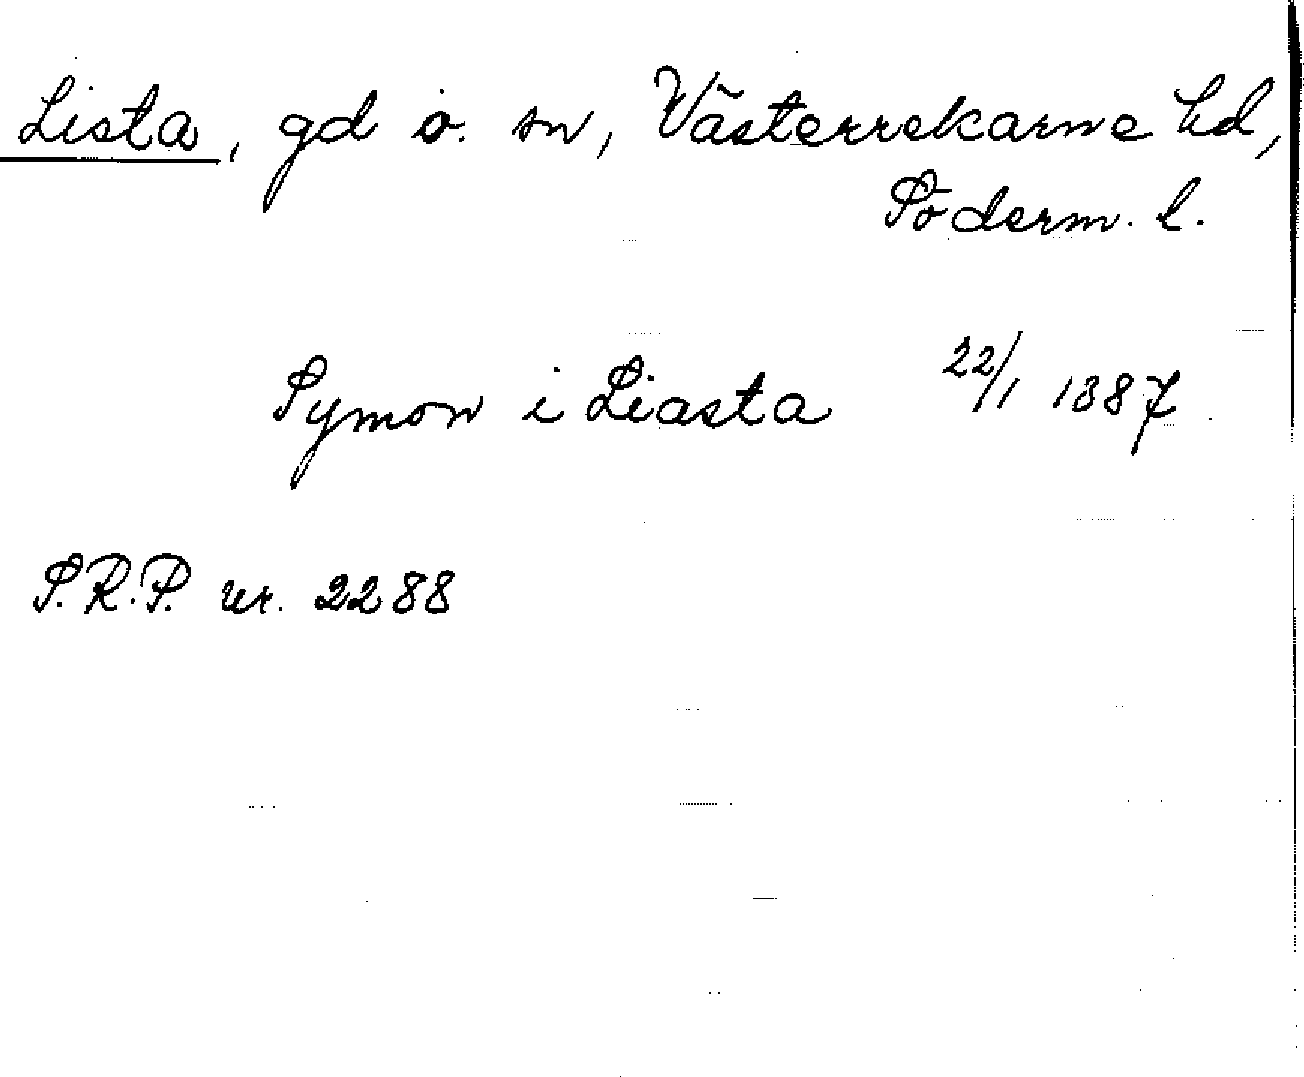 Lista, gd o. sn, Västerrekarne hd,
Söderm. l.
Symon i Liasta 22/1 1387
S.R.P. nr. 2288